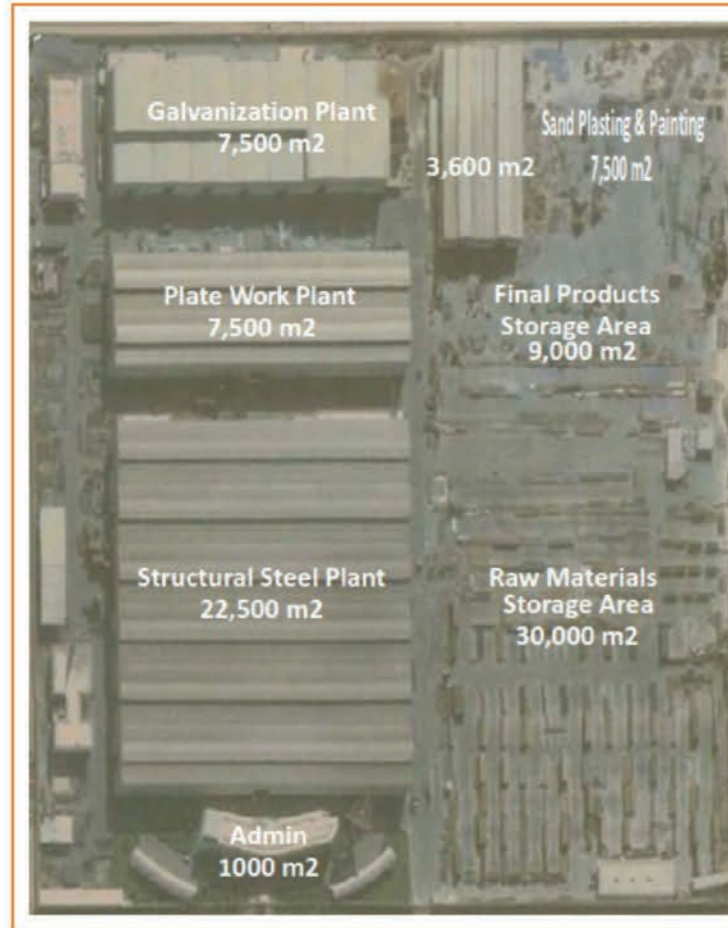 Galvanization Plant
7,500 m2
3,600 m2
Sand Plasting & Painting
7,500 m2
Plate Work Plant
7,500 m2
Final Products
Storage Area
9,000 m2
Structural Steel Plant
22,500 m2
Raw Materials
Storage Area
30,000 m2
Admin
1000 m2